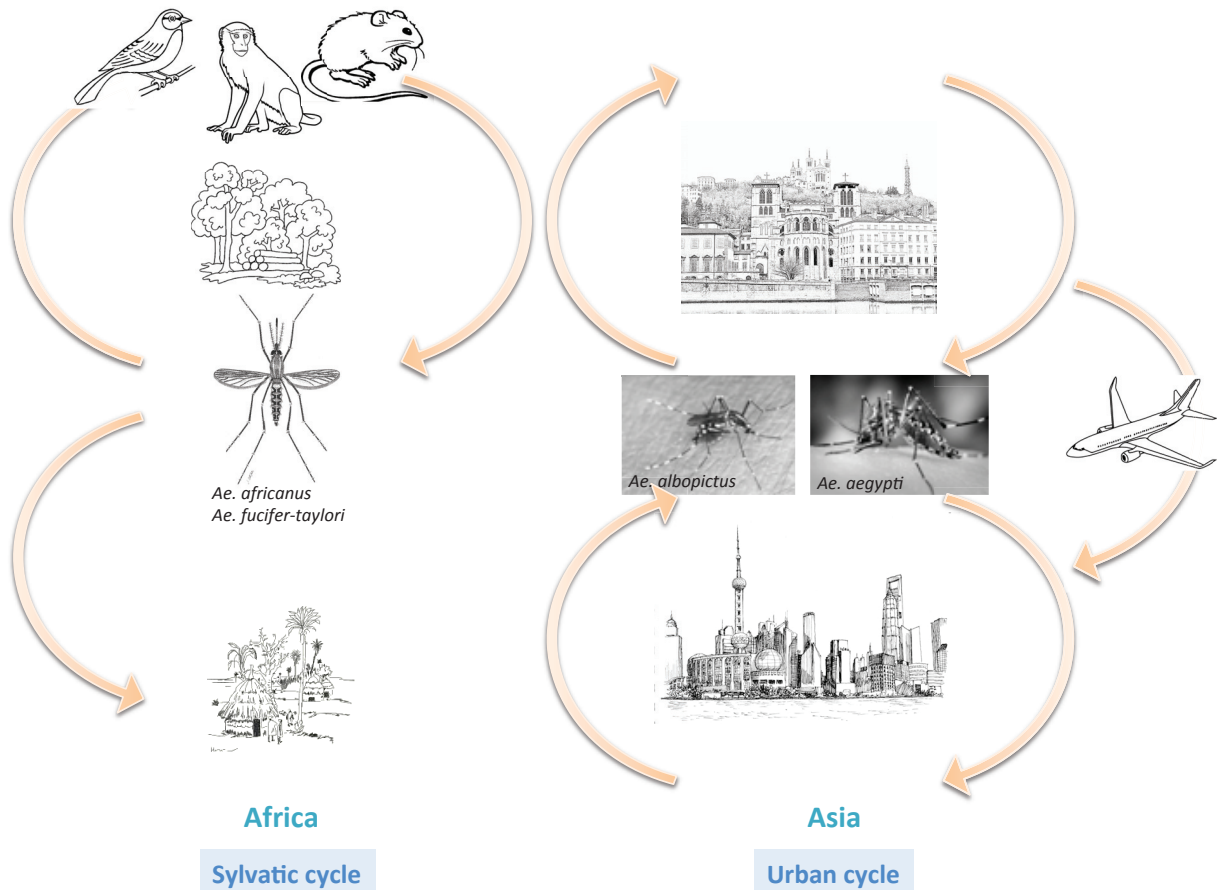 Ae. africanus
Ae. fucifer-taylori
Ae. albopictus
Ae. aegypti
Africa
Asia
Sylvatic cycle
Urban cycle